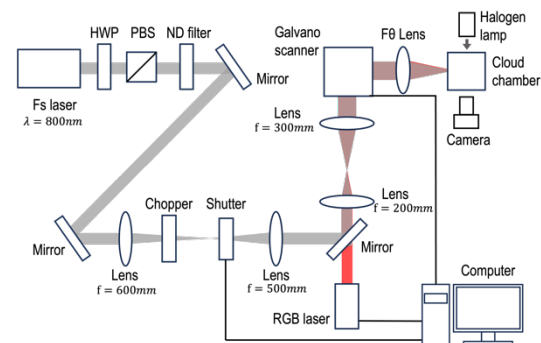 HWP
PBS
ND filter
Mirror
Fs laser
λ = 800nm
Galvano
scanner
Fθ Lens
Halogen
lamp
Cloud
chamber
Camera
Lens
f = 300mm
Lens
f = 200mm
Mirror
Chopper
Shutter
Mirror
Lens
f = 600mm
Lens
f = 500mm
RGB laser
Computer